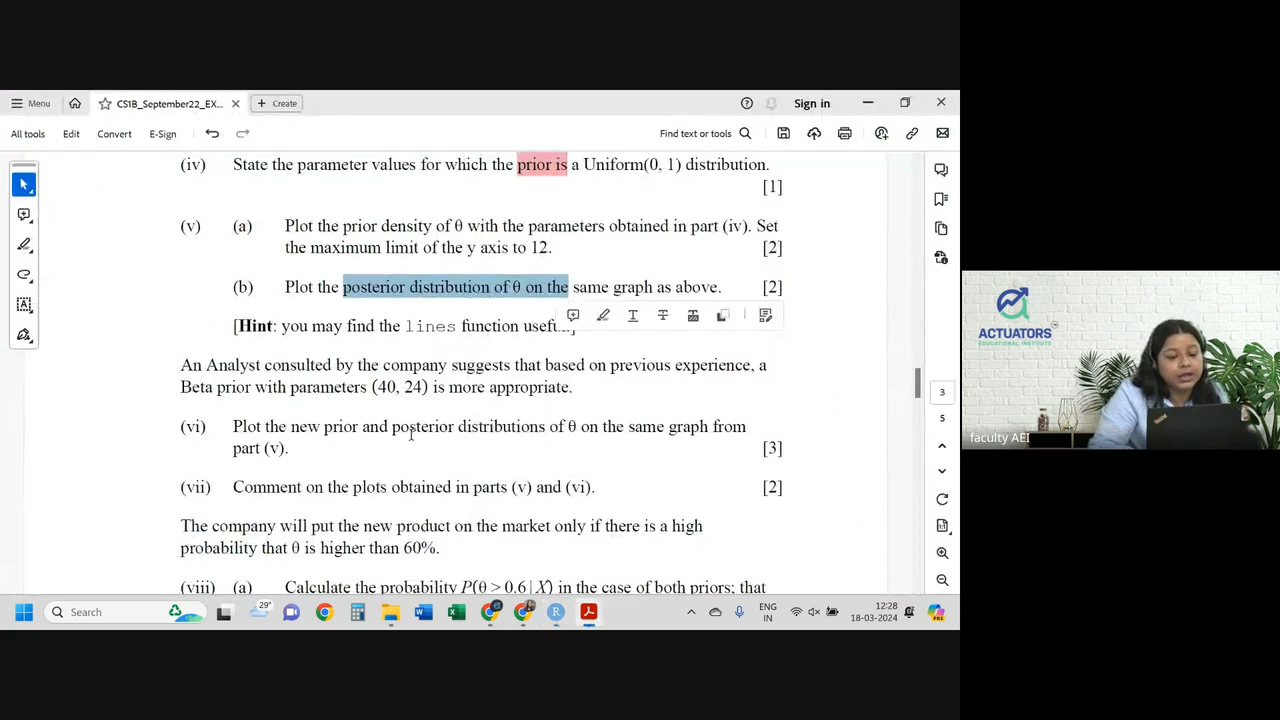 Menu
CS1B_September22_EX...
Create
Sign in
All tools
Edit
Convert
E-Sign
Find text or tools
(iv) State the parameter values for which the prior is a Uniform(0, 1) distribution.
[1]
(v) (a) Plot the prior density of θ with the parameters obtained in part (iv). Set
the maximum limit of the y axis to 12. [2]
(b) Plot the posterior distribution of θ on the same graph as above. [2]
[Hint: you may find the lines function useful.]
An Analyst consulted by the company suggests that based on previous experience, a
Beta prior with parameters (40, 24) is more appropriate.
(vi) Plot the new prior and posterior distributions of θ on the same graph from
part (v). [3]
(vii) Comment on the plots obtained in parts (v) and (vi). [2]
The company will put the new product on the market only if there is a high
probability that θ is higher than 60%.
(viii) (a) Calculate the probability P(θ > 0.6 | X) in the case of both priors; that
3
5
ACTUATORS
EDUCATIONAL INSTITUTE
faculty AEI
Search
29°
ENG
IN
12:28
18-03-2024